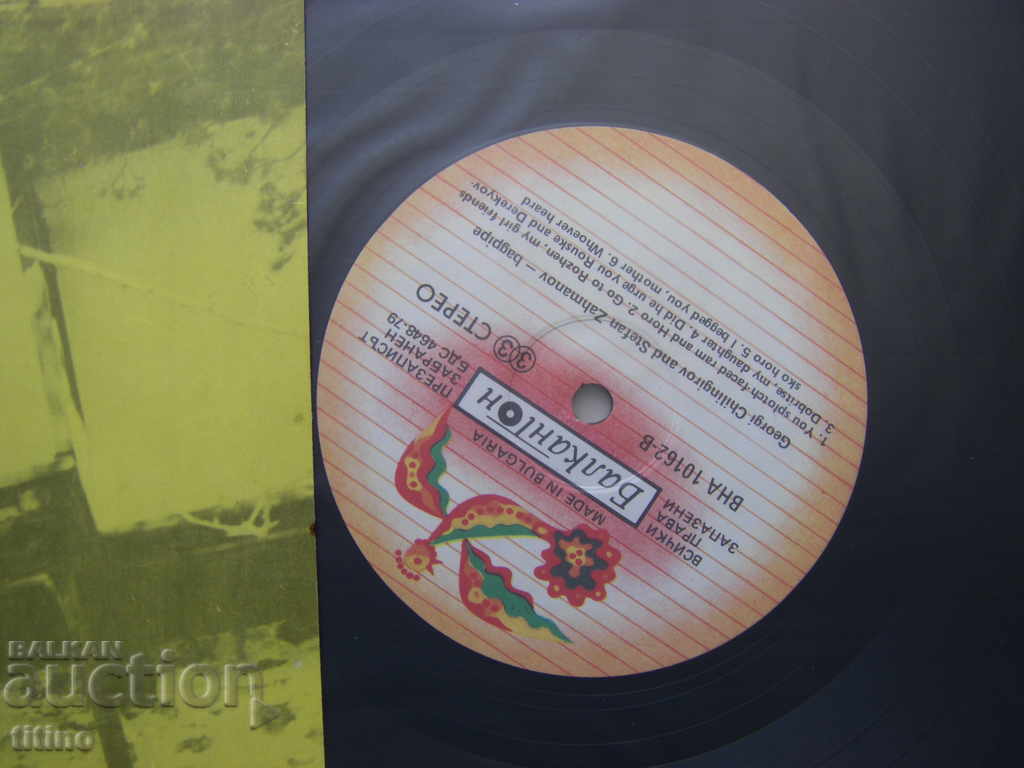 ВСИЧКИ
ПРАВА
ЗАПАЗЕНИ
MADE IN BULGARIA
Балкантон
ПРЕЗАПИСЪТ
ЗАБРАНЕН
БДС 4648-79
ВНА 10162-В
33 СТЕРЕО
Georgi Chilingirov and Stefan Zahmanov — bagpipe
1. You splotch-faced ram and Horo 2. Go to Rozhen, my girl-friends
3. Dobritse, my daughter 4. Did he urge you Rouske and Derekyov-
sko horo 5. I begged you, mother 6. Whoever heard
BALKAN
auction
titino